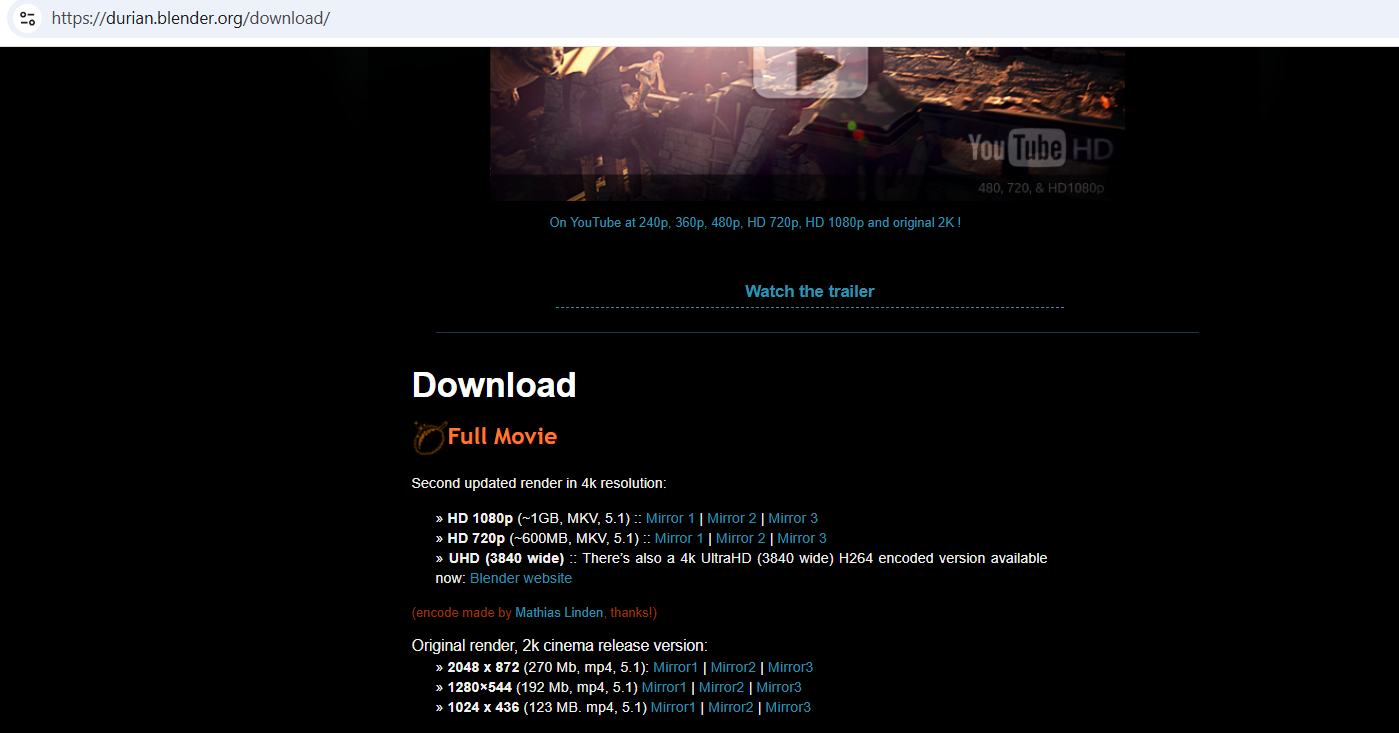 https://durian.blender.org/download/
YouTube HD
480, 720, & HD1080p
On YouTube at 240p, 360p, 480p, HD 720p, HD 1080p and original 2K !
Watch the trailer
Download
Full Movie
Second updated render in 4k resolution:
» HD 1080p (~1GB, MKV, 5.1) :: Mirror 1 | Mirror 2 | Mirror 3
» HD 720p (~600MB, MKV, 5.1) :: Mirror 1 | Mirror 2 | Mirror 3
» UHD (3840 wide) :: There's also a 4k UltraHD (3840 wide) H264 encoded version available
now: Blender website
(encode made by Mathias Linden, thanks!)
Original render, 2k cinema release version:
» 2048 x 872 (270 Mb, mp4, 5.1): Mirror1 | Mirror2 | Mirror3
» 1280×544 (192 Mb, mp4, 5.1) Mirror1 | Mirror2 | Mirror3
» 1024 x 436 (123 MB. mp4, 5.1) Mirror1 | Mirror2 | Mirror3